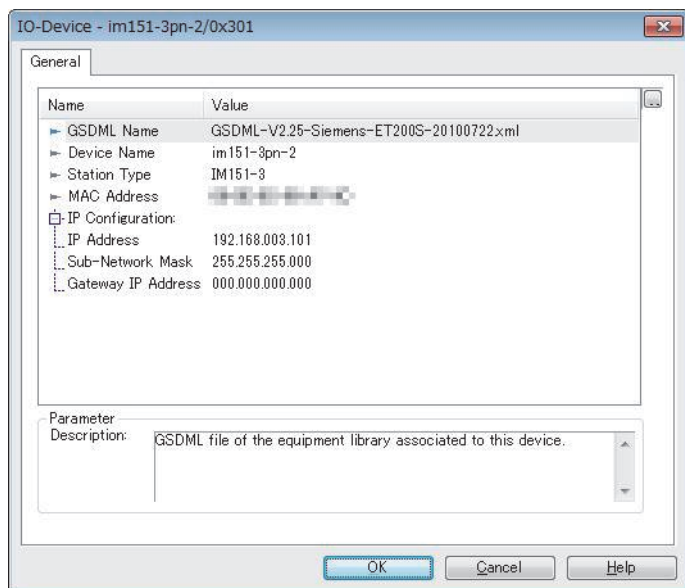 IO-Device - im151-3pn-2/0x301
General
Name Value
GSDML Name GSDML-V2.25-Siemens-ET200S-20100722.xml
Device Name im151-3pn-2
Station Type IM151-3
MAC Address
IP Configuration:
IP Address 192.168.003.101
Sub-Network Mask 255.255.255.000
Gateway IP Address 000.000.000.000
Parameter
Description: GSDML file of the equipment library associated to this device.
OK Cancel Help